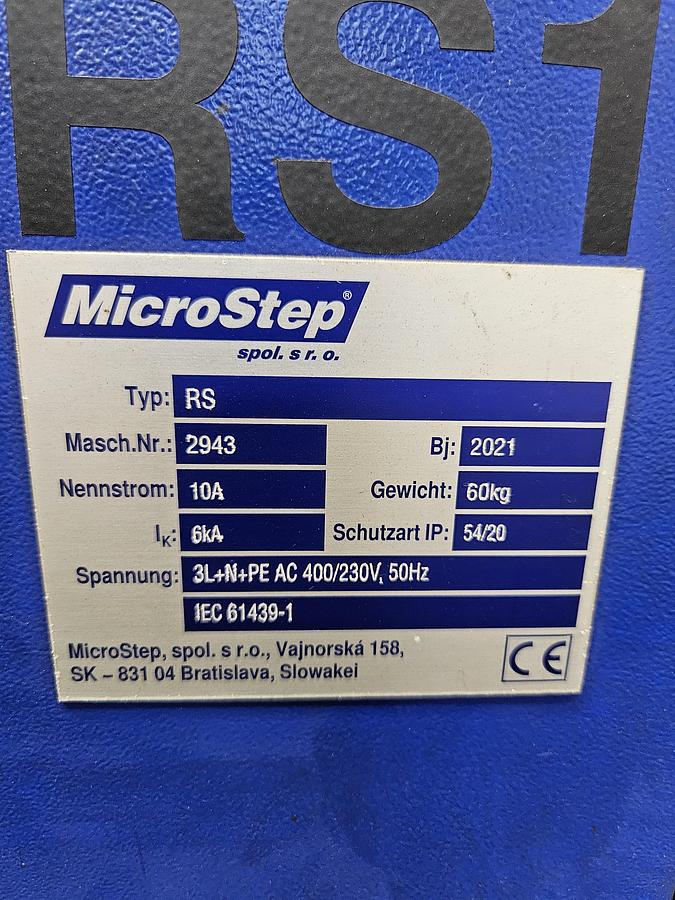 RS1
MicroStep®
spol. s r. o.
Typ: RS
Masch.Nr.: 2943 Bj: 2021
Nennstrom: 10A Gewicht: 60kg
IK: 6kA Schutzart IP: 54/20
Spannung: 3L+N+PE AC 400/230V, 50Hz
IEC 61439-1
MicroStep, spol. s r.o., Vajnorská 158,
SK – 831 04 Bratislava, Slowakei
CE